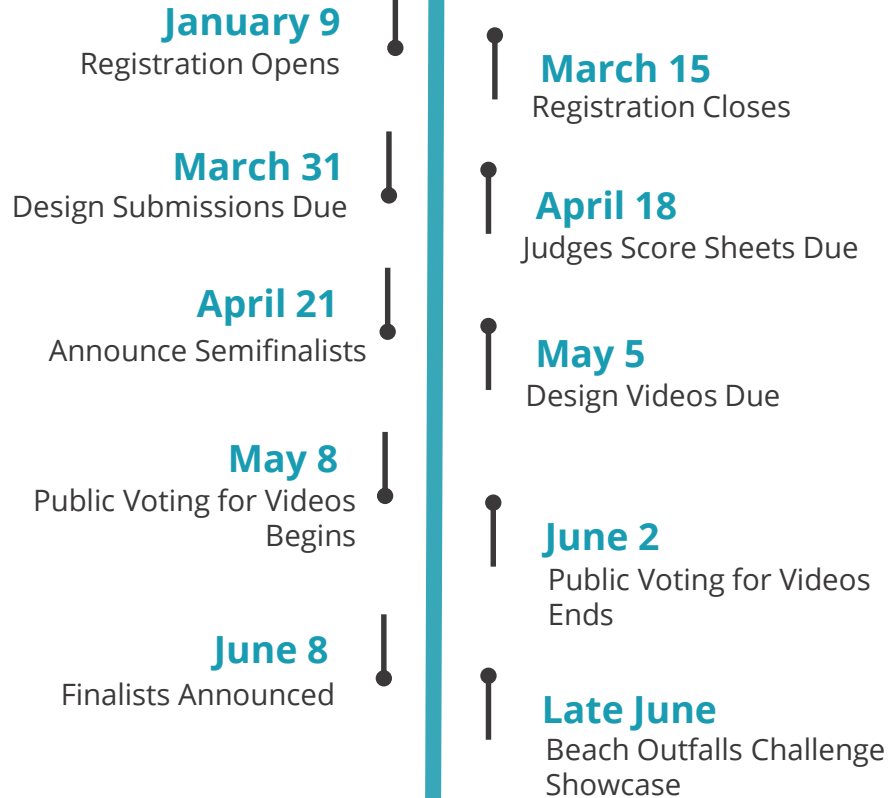 January 9
Registration Opens
March 15
Registration Closes
March 31
Design Submissions Due
April 18
Judges Score Sheets Due
April 21
Announce Semifinalists
May 5
Design Videos Due
May 8
Public Voting for Videos
Begins
June 2
Public Voting for Videos
Ends
June 8
Finalists Announced
Late June
Beach Outfalls Challenge
Showcase